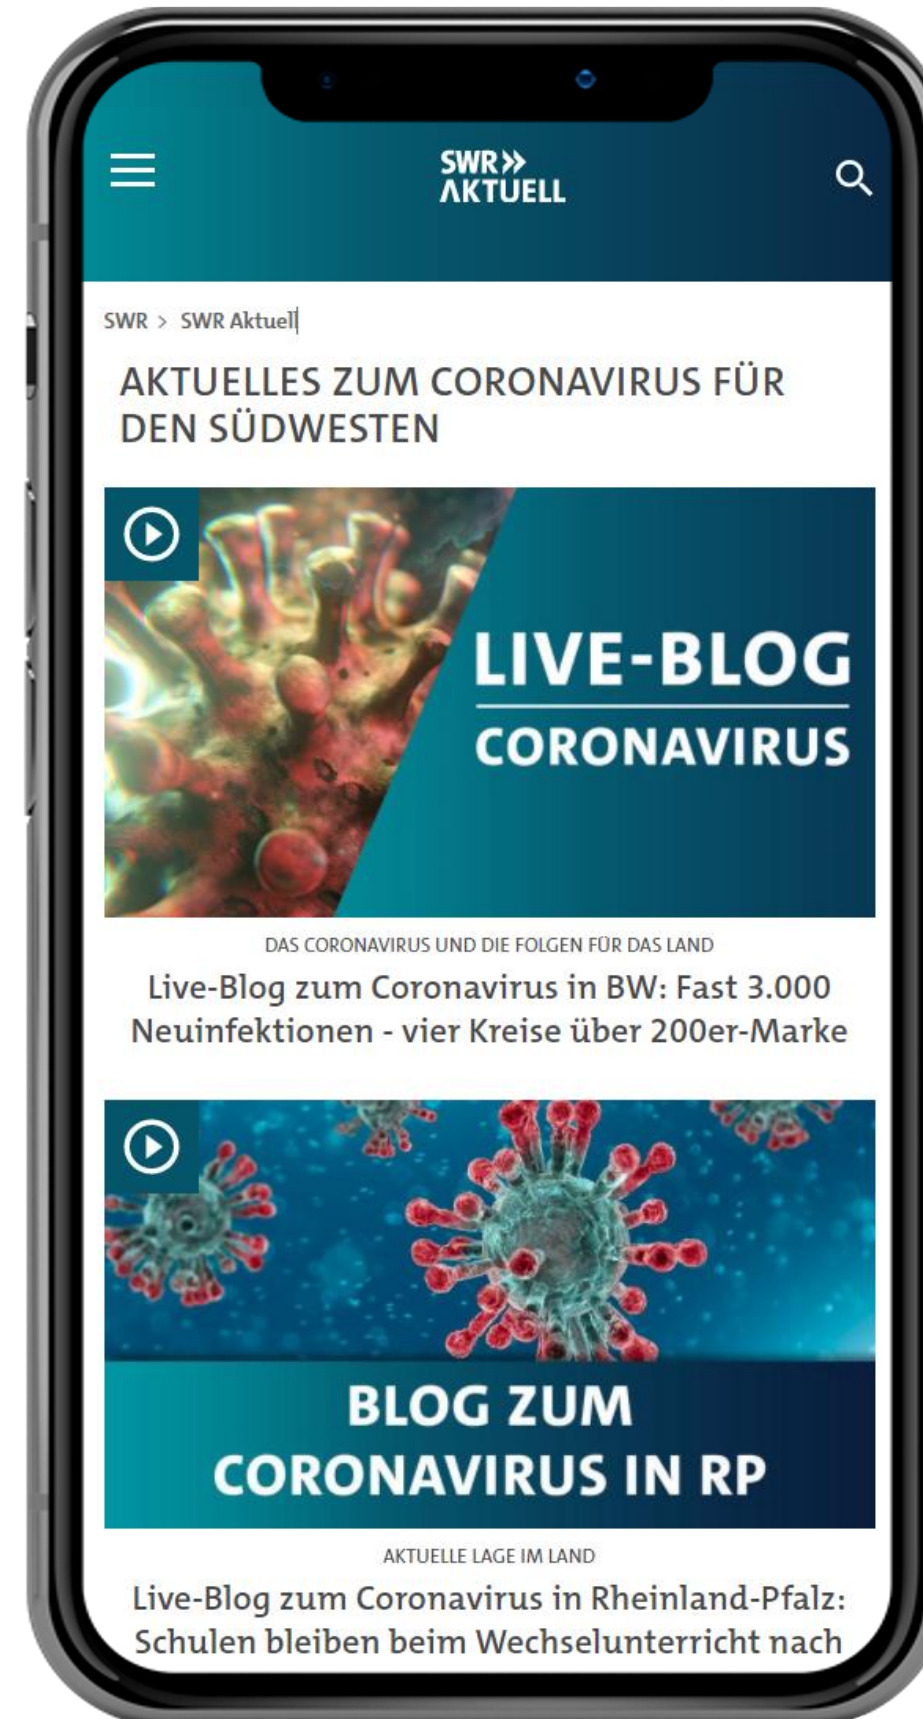 SWR»
AKTUELL
SWR > SWR Aktuell
AKTUELLES ZUM CORONAVIRUS FÜR
DEN SÜDWESTEN
LIVE-BLOG
CORONAVIRUS
DAS CORONAVIRUS UND DIE FOLGEN FÜR DAS LAND
Live-Blog zum Coronavirus in BW: Fast 3.000
Neuinfektionen - vier Kreise über 200er-Marke
BLOG ZUM
CORONAVIRUS IN RP
AKTUELLE LAGE IM LAND
Live-Blog zum Coronavirus in Rheinland-Pfalz:
Schulen bleiben beim Wechselunterricht nach